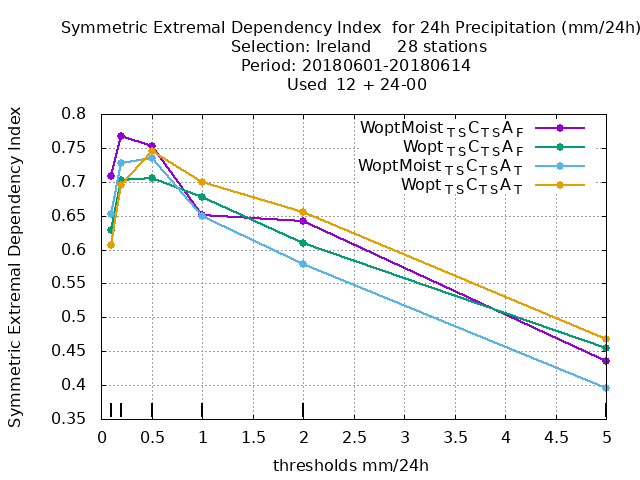 Symmetric Extremal Dependency Index for 24h Precipitation (mm/24h)
Selection: Ireland 28 stations
Period: 20180601-20180614
Used 12 + 24-00
Symmetric Extremal Dependency Index
0.8
0.75
0.7
0.65
0.6
0.55
0.5
0.45
0.4
0.35
WoptMoist TS C TS A F
Wopt TS C TS A F
WoptMoist TS C TS A T
Wopt TS C TS A T
0 0.5 1 1.5 2 2.5 3 3.5 4 4.5 5
thresholds mm/24h